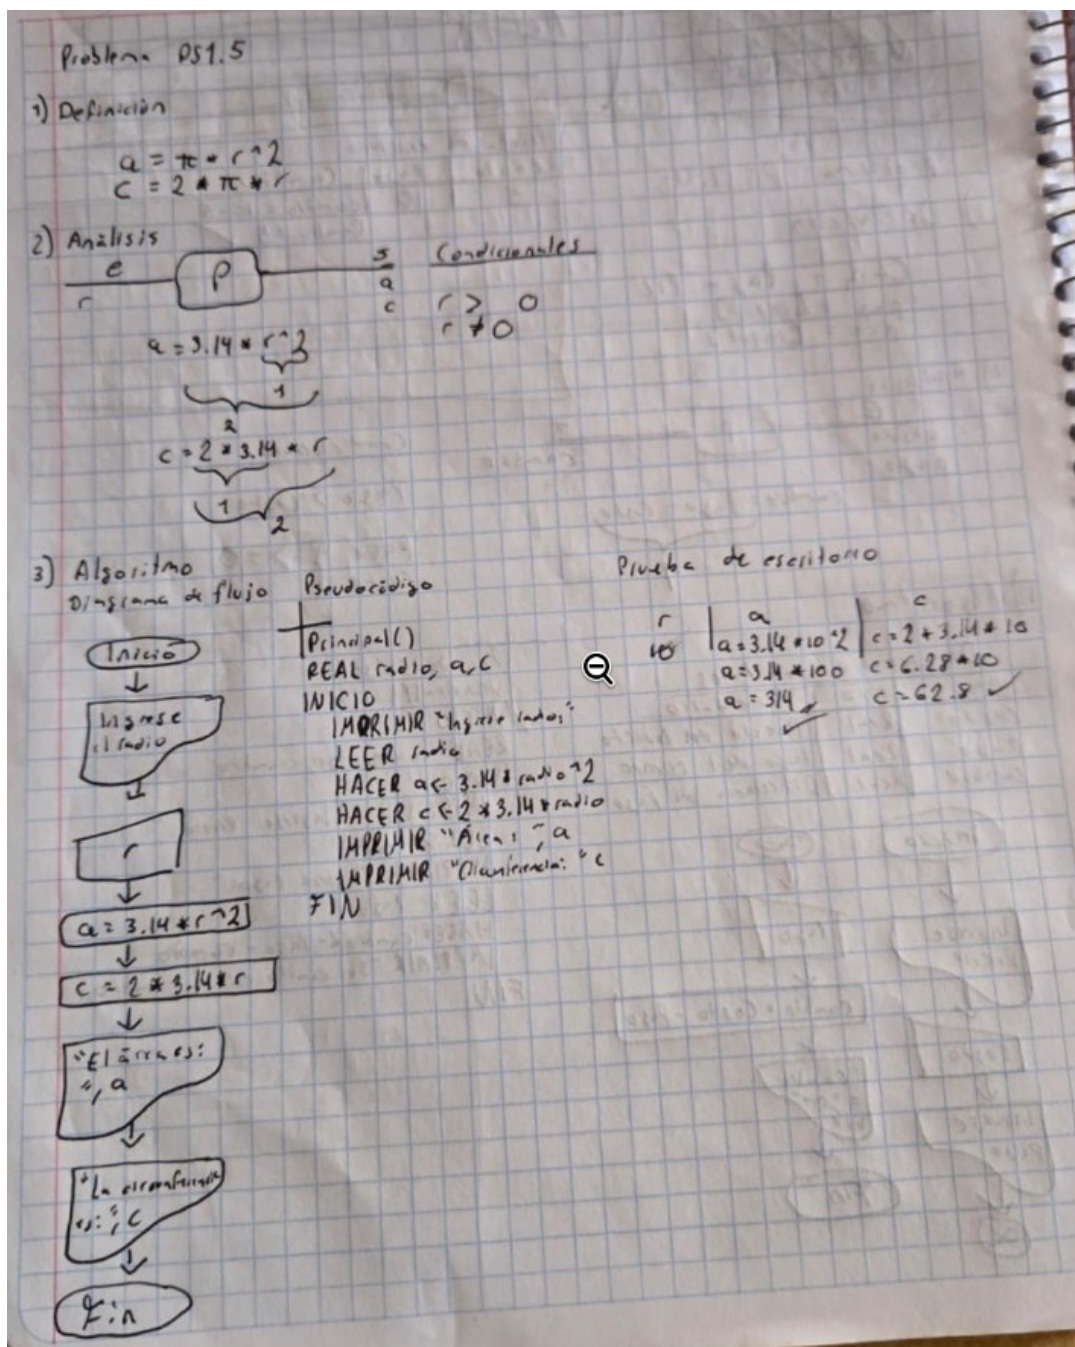 Problema PS1.5
1) Definición
a = π * r^2
c = 2 * π * r
2) Análisis
e
P
s
r
a
c
Condicionales
r > 0
r ≠ 0
a = 3.14 * r^2
1
2
c = 2 * 3.14 * r
1
2
3) Algoritmo
Diagrama de flujo
Inicio
Ingrese
el radio
r
a = 3.14 * r^2
c = 2 * 3.14 * r
"El área es:
", a
"La circunferencia
es: ", c
Fin
Pseudocódigo
Principal()
REAL radio, a, c
INICIO
IMPRIMIR "Ingrese radio:"
LEER radio
HACER a <- 3.14 * radio^2
HACER c <- 2 * 3.14 * radio
IMPRIMIR "Área: ", a
IMPRIMIR "Circunferencia: " c
FIN
Prueba de escritorio
r | a | c
10 | a = 3.14 * 10^2 | c = 2 * 3.14 * 10
a = 3.14 * 100 c = 6.28 * 10
a = 314 c = 62.8